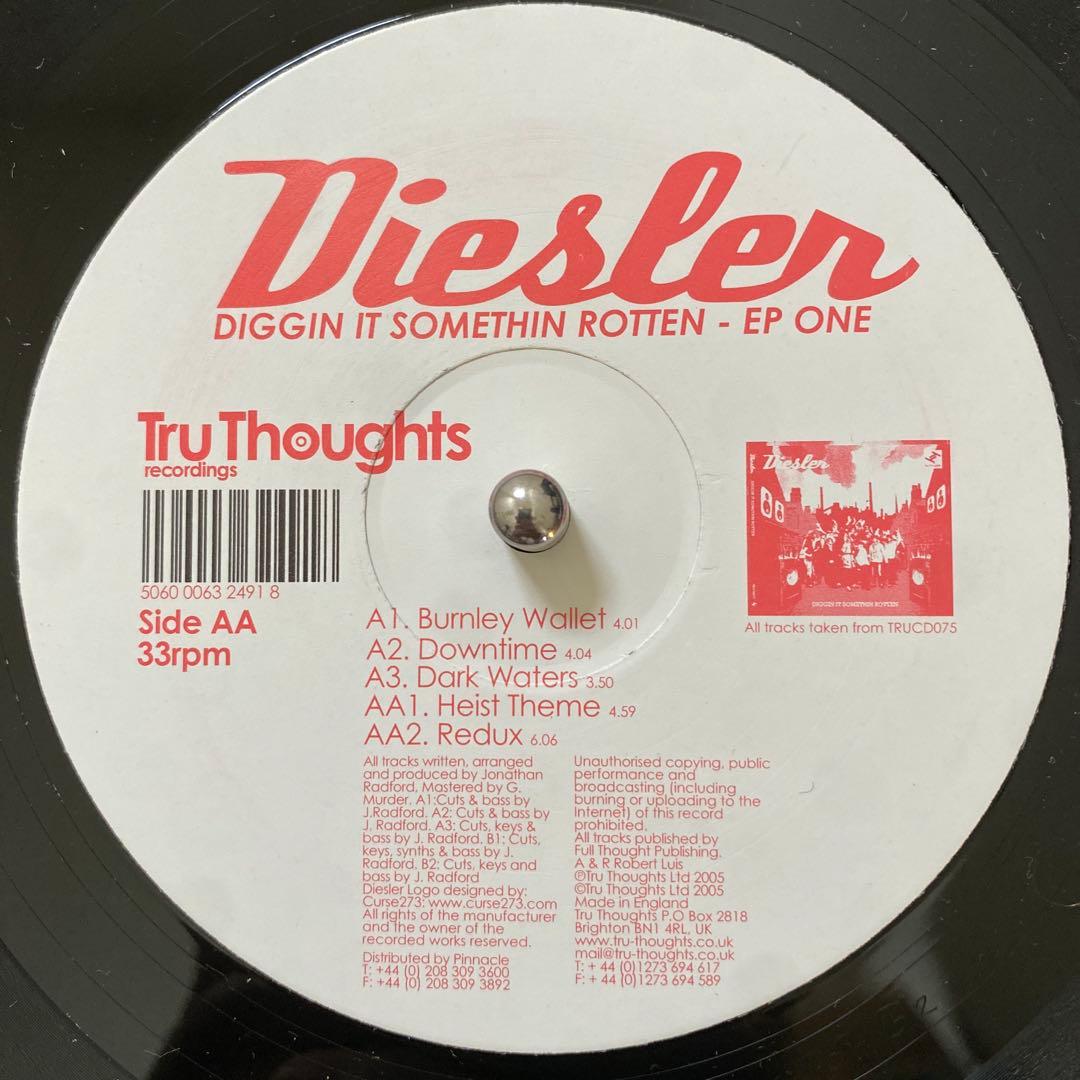 Diesler
DIGGIN IT SOMETHIN ROTTEN - EP ONE
Tru Thoughts
recordings
5060 0063 2491 8
Side AA
33rpm
Diesler
DIGGIN IT SOMETHIN ROTTEN
All tracks taken from TRUCD075
A1. Burnley Wallet 4.01
A2. Downtime 4.04
A3. Dark Waters 3.50
AA1. Heist Theme 4.59
AA2. Redux 6.06
All tracks written, arranged
and produced by Jonathan
Radford, Mastered by G.
Murder. A1:Cuts & bass by
J.Radford. A2: Cuts & bass by
J. Radford. A3: Cuts, keys &
bass by J. Radford. B1: Cuts,
keys, synths & bass by J.
Radford. B2: Cuts, keys and
bass by J. Radford
Diesler Logo designed by:
Curse273: www.curse273.com
All rights of the manufacturer
and the owner of the
recorded works reserved.
Distributed by Pinnacle
T: +44 (0) 208 309 3600
F: +44 (0) 208 309 3892
Unauthorised copying, public
performance and
broadcasting (including
burning or uploading to the
Internet) of this record
prohibited.
All tracks published by
Full Thought Publishing.
A & R Robert Luis
℗Tru Thoughts Ltd 2005
©Tru Thoughts Ltd 2005
Made in England
Tru Thoughts P.O Box 2818
Brighton BN1 4RL, UK
www.tru-thoughts.co.uk
mail@tru-thoughts.co.uk
T: + 44 (0)1273 694 617
F: + 44 (0)1273 694 589